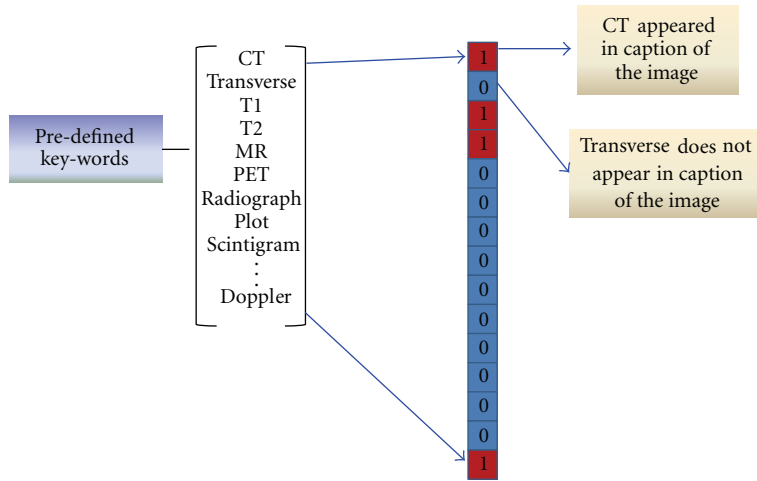 Pre-defined
key-words
CT
Transverse
T1
T2
MR
PET
Radiograph
Plot
Scintigram
.
.
.
.
Doppler
1
0
1
1
0
0
0
0
0
0
0
0
0
0
1
CT appeared
in caption of
the image
Transverse does not
appear in caption
of the image